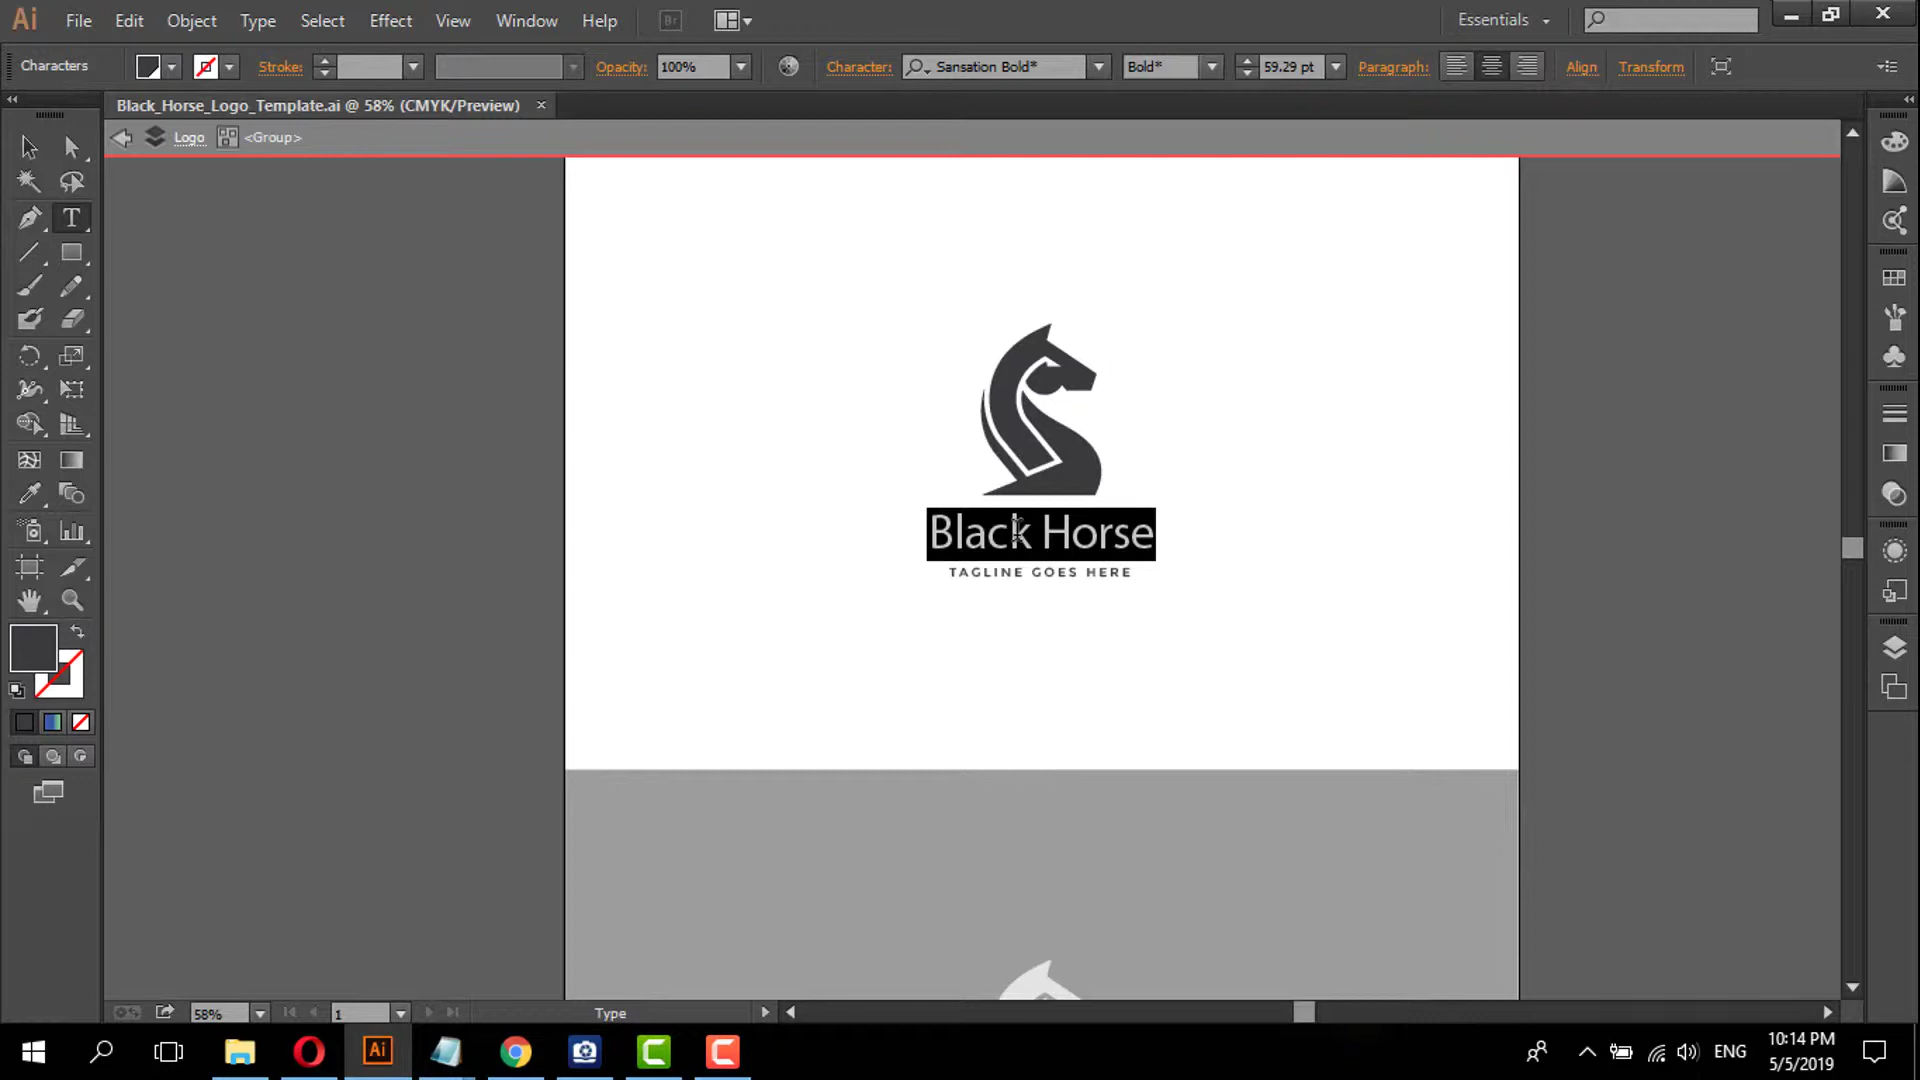 Ai File Edit Object Type Select Effect View Window Help Br Essentials
Characters Stroke: Opacity: 100% Character: Sansation Bold* Bold* 59.29 pt Paragraph: Align Transform
Black_Horse_Logo_Template.ai @ 58% (CMYK/Preview)
Logo <Group>
Black Horse
TAGLINE GOES HERE
58% 1 Type
Ai ENG 10:14 PM
5/5/2019